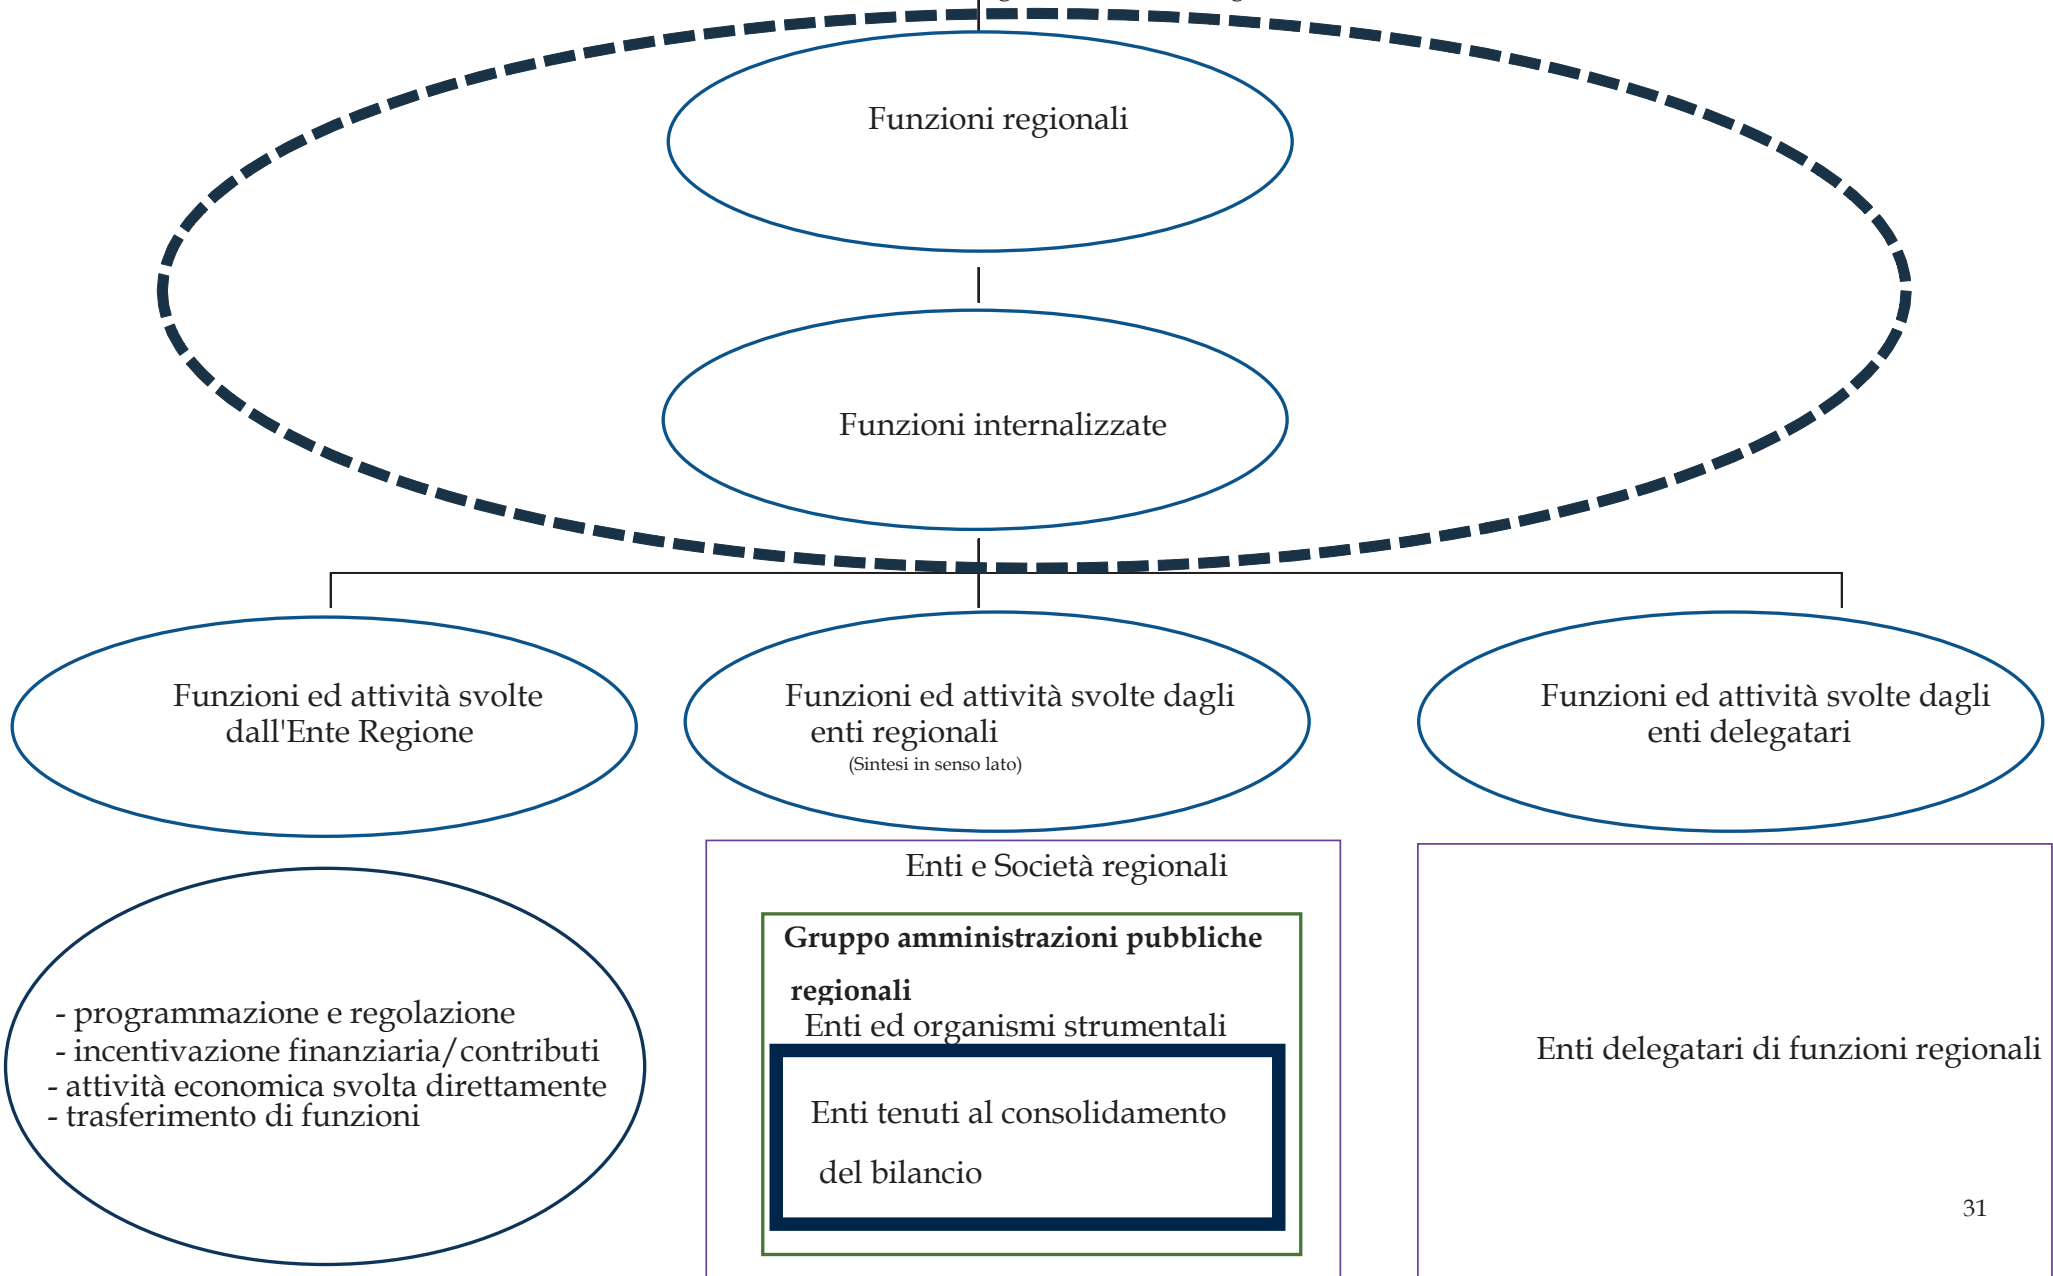 Funzioni regionali
Funzioni internalizzate
Funzioni ed attività svolte
dall'Ente Regione
Funzioni ed attività svolte dagli
enti regionali
(Sintesi in senso lato)
Funzioni ed attività svolte dagli
enti delegatari
- programmazione e regolazione
- incentivazione finanziaria/contributi
- attività economica svolta direttamente
- trasferimento di funzioni
Enti e Società regionali
Gruppo amministrazioni pubbliche
regionali
Enti ed organismi strumentali
Enti tenuti al consolidamento
del bilancio
Enti delegatari di funzioni regionali
31